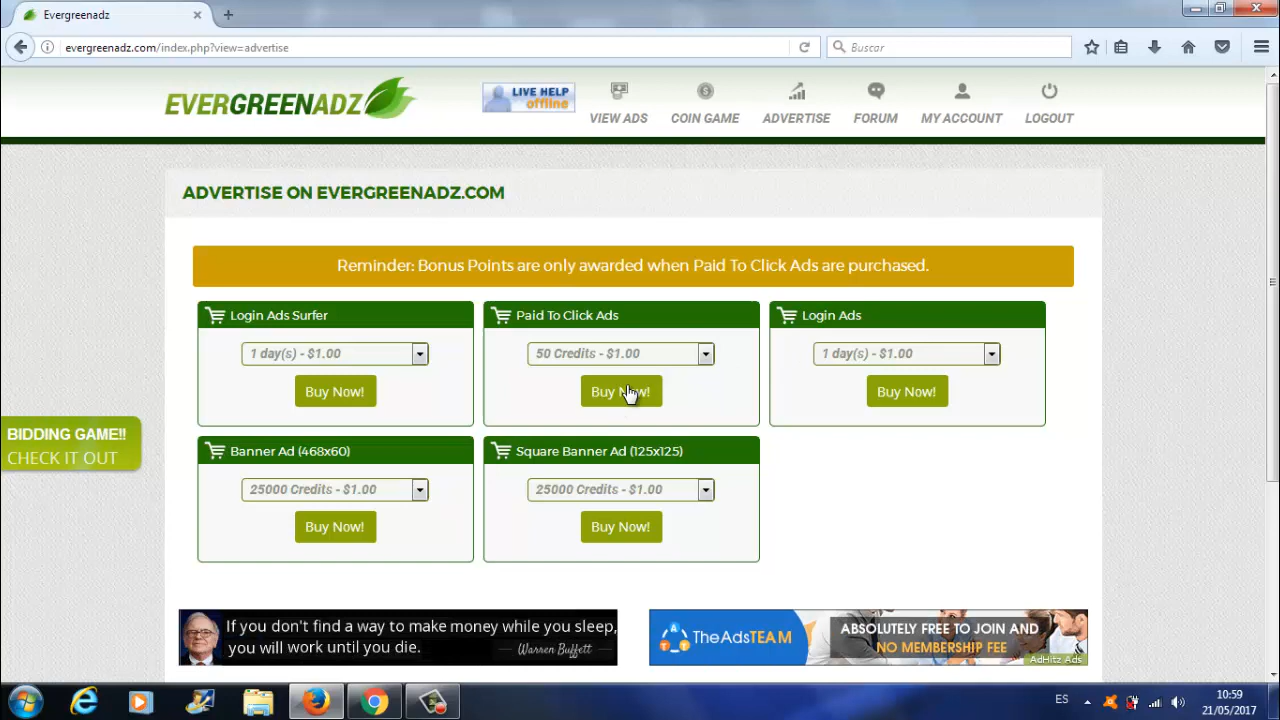 Evergreenadz
evergreenadz.com/index.php?view=advertise
Buscar
EVERGREENADZ
LIVE HELP
offline
VIEW ADS
COIN GAME
ADVERTISE
FORUM
MY ACCOUNT
LOGOUT
ADVERTISE ON EVERGREENADZ.COM
Reminder: Bonus Points are only awarded when Paid To Click Ads are purchased.
Login Ads Surfer
1 day(s) - $1.00
Buy Now!
Paid To Click Ads
50 Credits - $1.00
Buy Now!
Login Ads
1 day(s) - $1.00
Buy Now!
BIDDING GAME!!
CHECK IT OUT
Banner Ad (468x60)
25000 Credits - $1.00
Buy Now!
Square Banner Ad (125x125)
25000 Credits - $1.00
Buy Now!
If you don't find a way to make money while you sleep,
you will work until you die.
Warren Buffett
TheAdsTEAM
ABSOLUTELY FREE TO JOIN AND
NO MEMBERSHIP FEE
AdHitz Ads
ES
10:59
21/05/2017